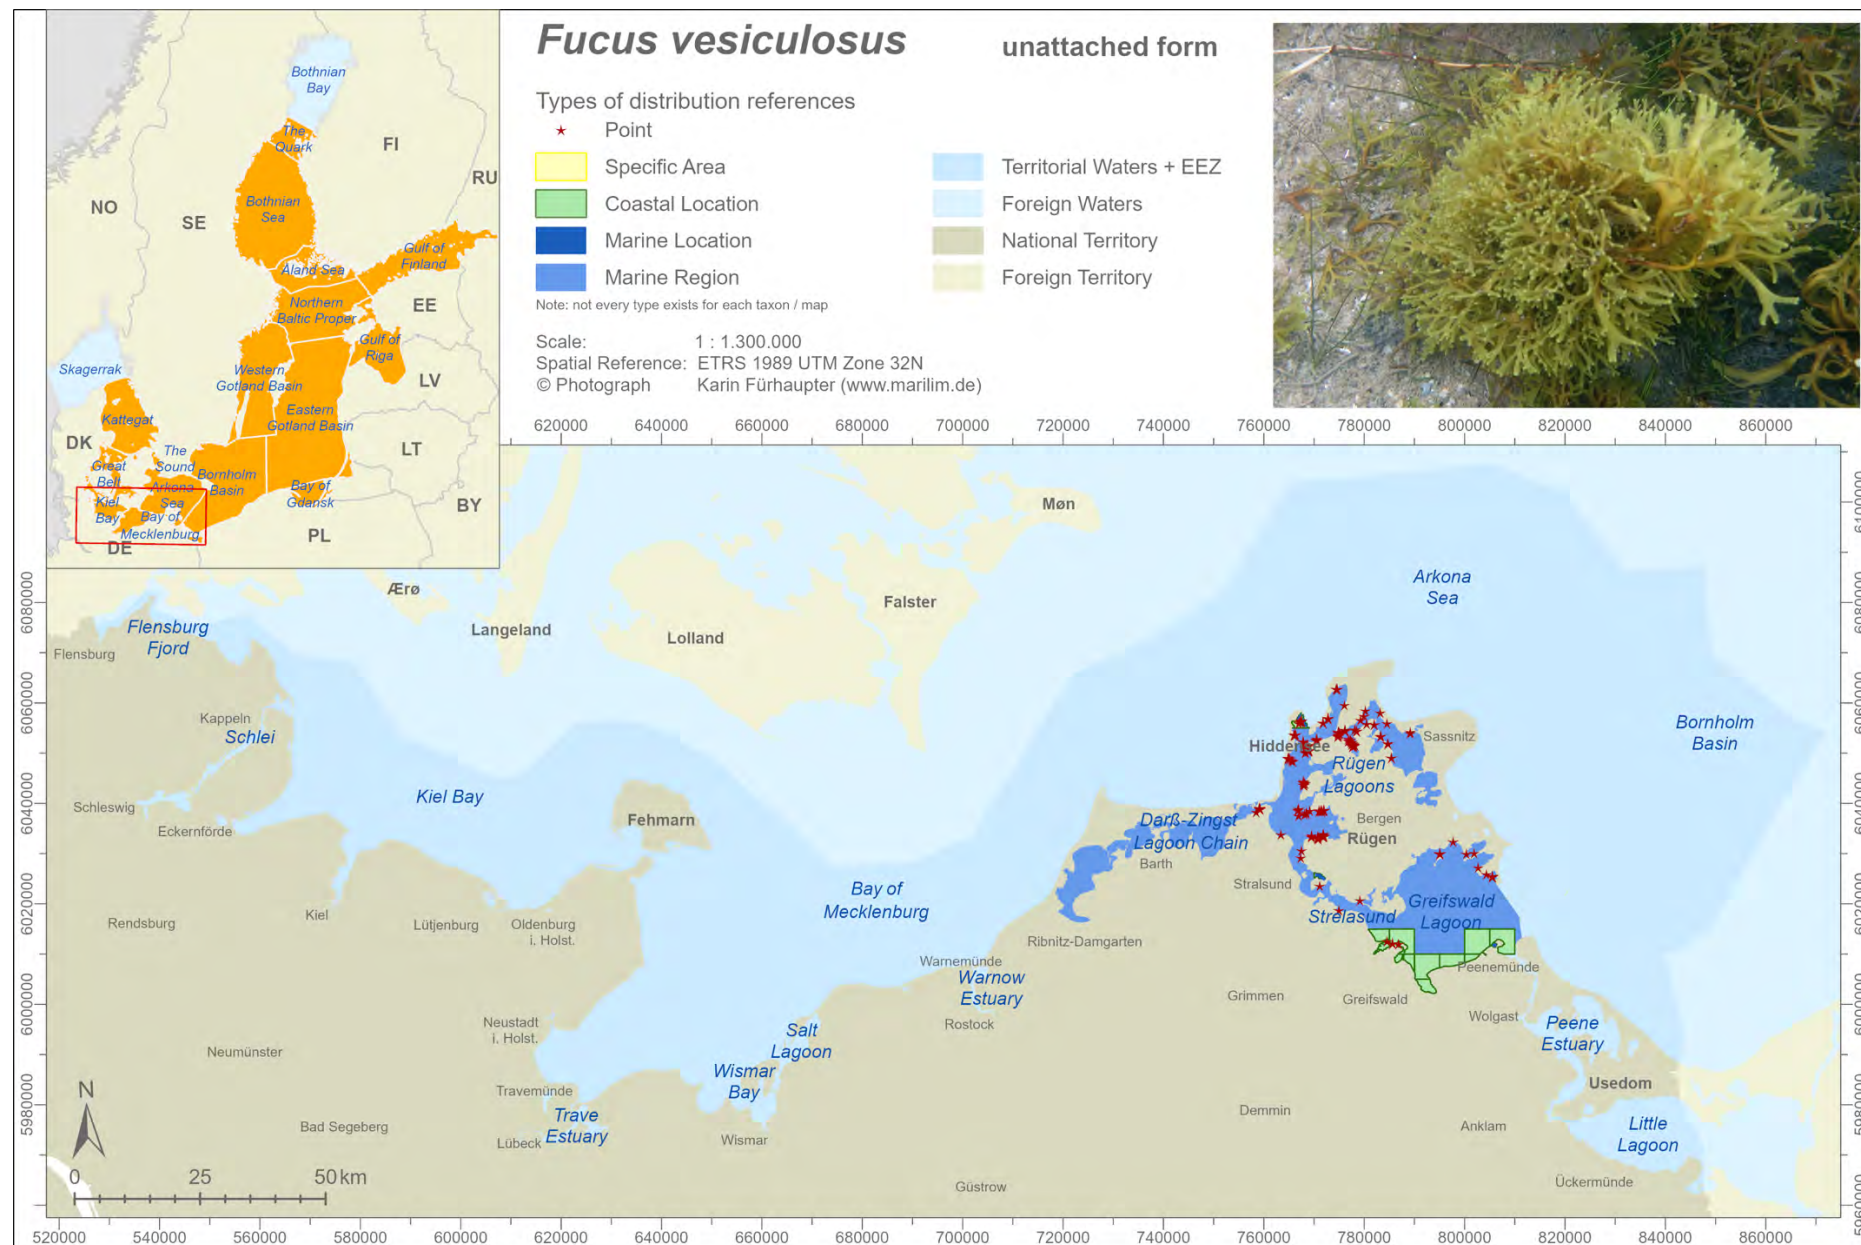 Fucus vesiculosus
unattached form
Types of distribution references
Point
Specific Area
Coastal Location
Marine Location
Marine Region
Territorial Waters + EEZ
Foreign Waters
National Territory
Foreign Territory
Note: not every type exists for each taxon / map
Scale: 1 : 1.300.000
Spatial Reference: ETRS 1989 UTM Zone 32N
© Photograph Karin Fürhaupter (www.marilim.de)
Bothnian
Bay
The
Quark
FI
RU
NO
SE
Bothnian
Sea
Gulf of
Finland
Åland Sea
Northern
Baltic Proper
EE
Gulf of
Riga
Skagerrak
Western
Gotland Basin
LV
Kattegat
Eastern
Gotland Basin
DK
The
Sound
LT
Great
Belt
Bornholm
Basin
Arkona
Sea
Bay of
Gdansk
Kiel
Bay
Bay of
Mecklenburg
BY
DE
PL
620000 640000 660000 680000 700000 720000 740000 760000 780000 800000 820000 840000 860000
Møn
6100000
Ærø
Arkona
Sea
6080000
6080000
Falster
Langeland
Lolland
Flensburg
Fjord
Flensburg
6060000
6060000
Kappeln
Schlei
Bornholm
Basin
Hiddensee
Sassnitz
Rügen
Lagoons
Kiel Bay
Schleswig
6040000
6040000
Fehmarn
Eckernförde
Darß-Zingst
Lagoon Chain
Bergen
Rügen
Barth
Stralsund
Bay of
Mecklenburg
Greifswald
Lagoon
6020000
6020000
Strelasund
Rendsburg
Kiel
Lütjenburg
Oldenburg
i. Holst.
Ribnitz-Damgarten
Warnemünde
Peenemünde
Warnow
Estuary
6000000
6000000
Grimmen
Greifswald
Rostock
Wolgast
Neustadt
i. Holst.
Salt
Lagoon
Peene
Estuary
Neumünster
Wismar
Bay
Usedom
5980000
5980000
N
Travemünde
Trave
Estuary
Demmin
Bad Segeberg
Lübeck
Wismar
Anklam
Little
Lagoon
0 25 50 km
Güstrow
Ückermünde
5960000
520000 540000 560000 580000 600000 620000 640000 660000 680000 700000 720000 740000 760000 780000 800000 820000 840000 860000